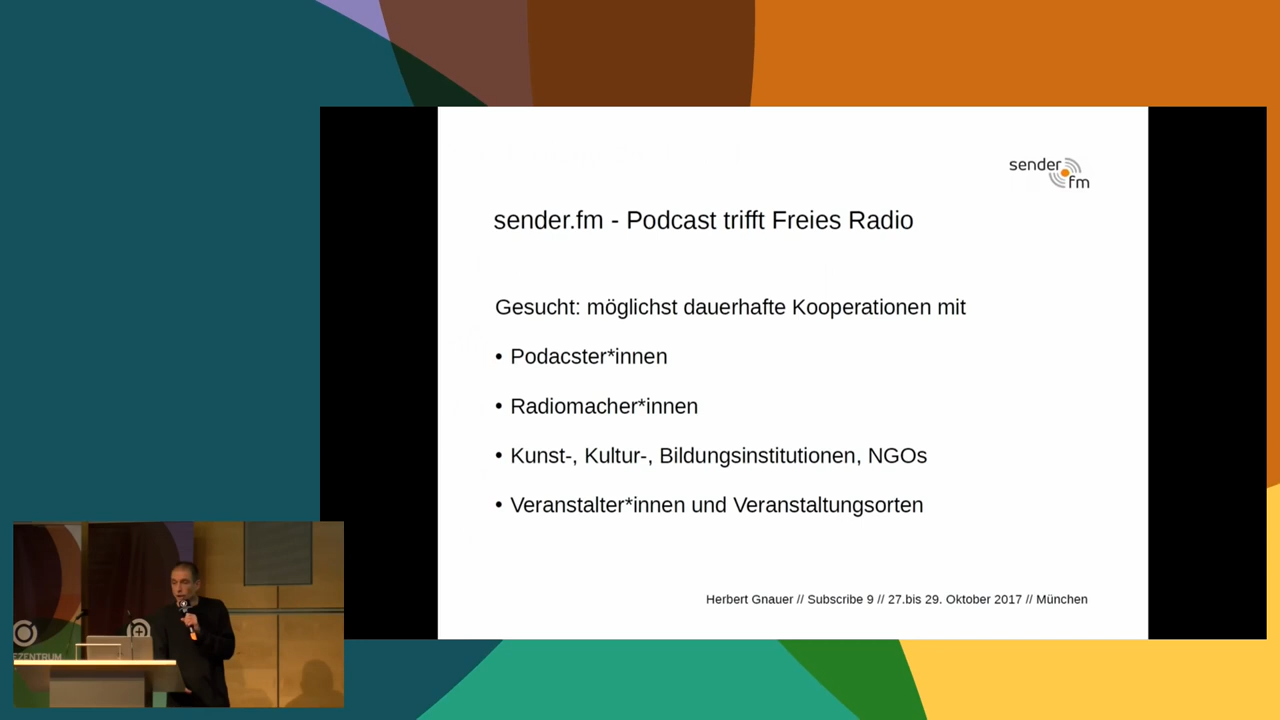 sender
fm
sender.fm - Podcast trifft Freies Radio
Gesucht: möglichst dauerhafte Kooperationen mit
• Podacster*innen
• Radiomacher*innen
• Kunst-, Kultur-, Bildungsinstitutionen, NGOs
• Veranstalter*innen und Veranstaltungsorten
Herbert Gnauer // Subscribe 9 // 27.bis 29. Oktober 2017 // München
EZENTRUM